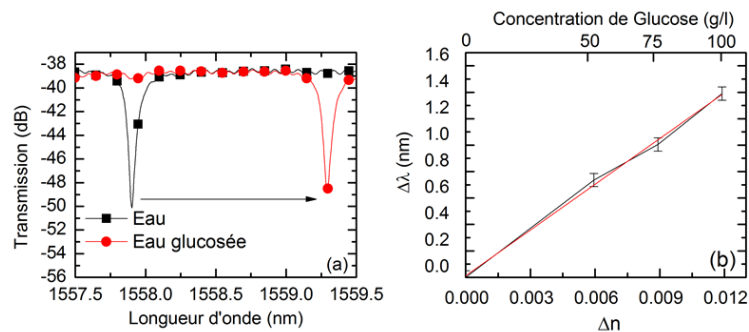 -38
-40
-42
-44
-46
-48
-50
-52
-54
-56
Transmission (dB)
Eau
Eau glucosée
(a)
1557.5 1558.0 1558.5 1559.0 1559.5
Longueur d'onde (nm)
Concentration de Glucose (g/l)
0 50 75 100
1.6
1.4
1.2
1.0
0.8
0.6
0.4
0.2
0.0
Δλ (nm)
(b)
0.000 0.003 0.006 0.009 0.012
Δn